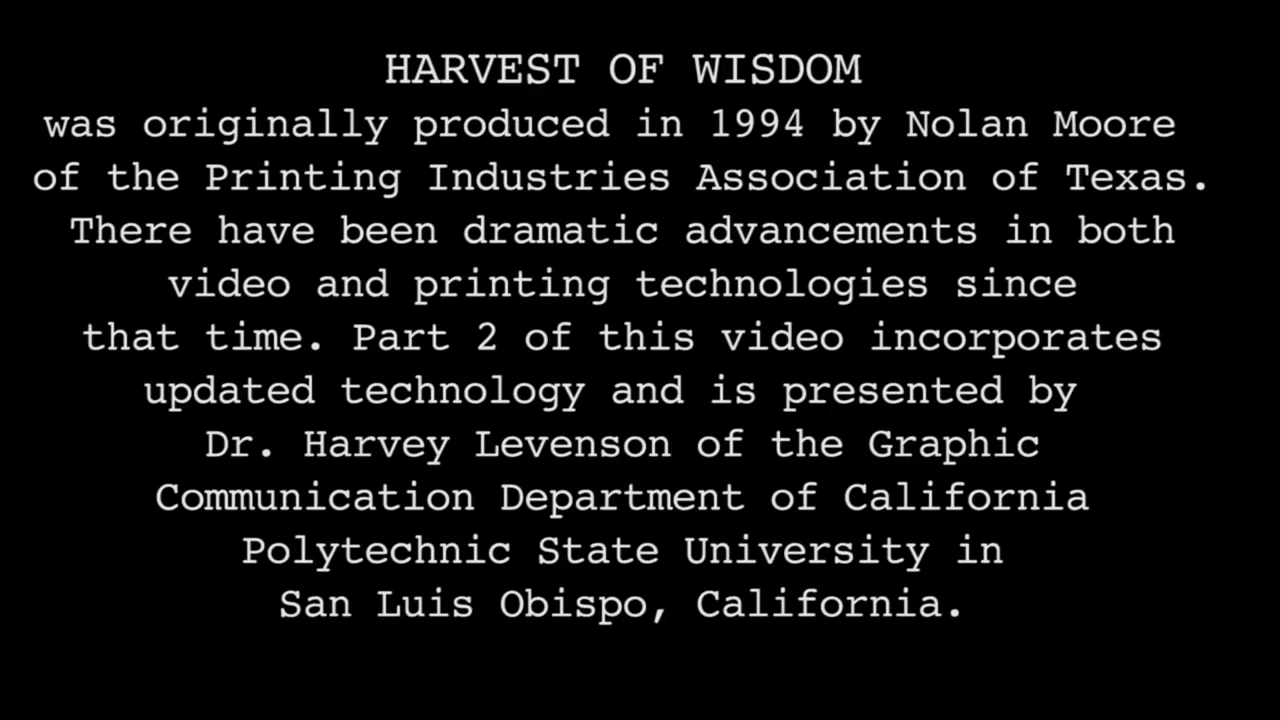 HARVEST OF WISDOM
was originally produced in 1994 by Nolan Moore
of the Printing Industries Association of Texas.
There have been dramatic advancements in both
video and printing technologies since
that time. Part 2 of this video incorporates
updated technology and is presented by
Dr. Harvey Levenson of the Graphic
Communication Department of California
Polytechnic State University in
San Luis Obispo, California.